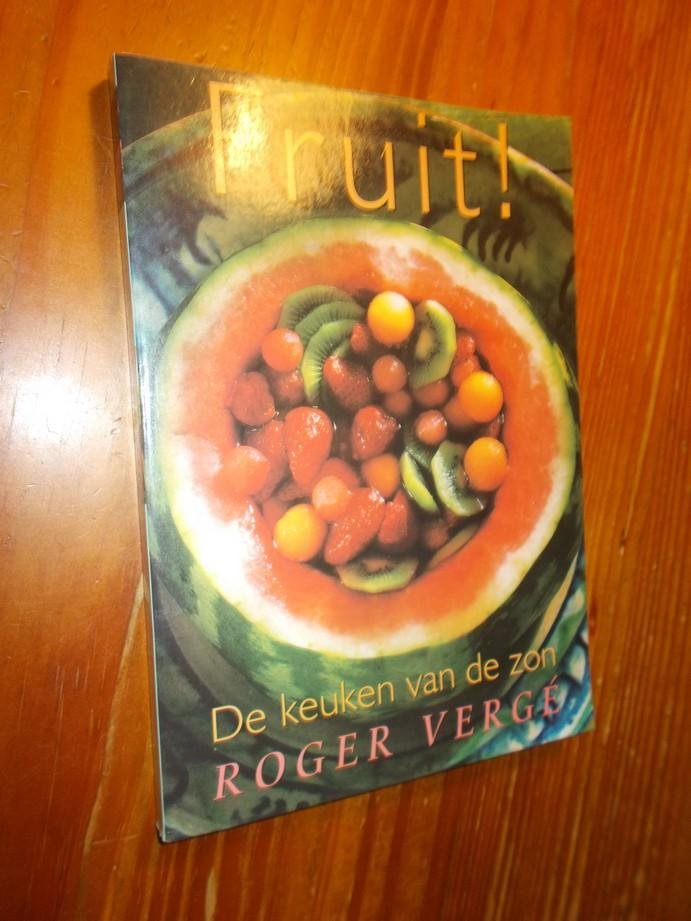 Fruit!
De keuken van de zon
ROGER VERGÉ